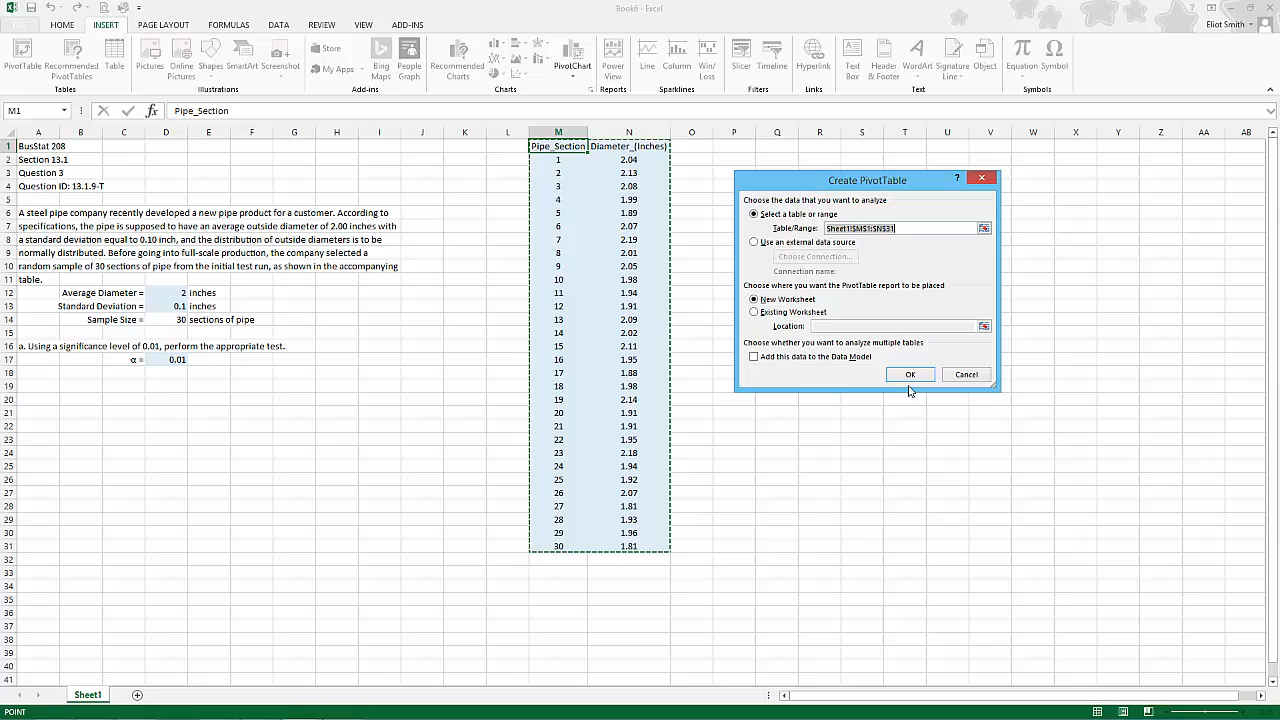 Book6 - Excel
HOME INSERT PAGE LAYOUT FORMULAS DATA REVIEW VIEW ADD-INS
Eliot Smith
PivotTable Recommended PivotTables Table
Tables
Pictures Online Pictures Shapes SmartArt Screenshot
Illustrations
Store
My Apps
Bing Maps People Graph
Add-ins
Recommended Charts PivotChart
Charts
Power View
Reports
Line Column Win/Loss
Sparklines
Slicer Timeline
Filters
Hyperlink
Links
Text Box Header & Footer WordArt Signature Line Object
Text
Equation Symbol
Symbols
M1 fx Pipe_Section
A B C D E F G H I J K L M N O P Q R S T U V W X Y Z AA AB
1 BusStat 208 Pipe_Section Diameter_(Inches)
2 Section 13.1 1 2.04
3 Question 3 2 2.13
4 Question ID: 13.1.9-T 3 2.08
5 4 1.99
6 A steel pipe company recently developed a new pipe product for a customer. According to 5 1.89
7 specifications, the pipe is supposed to have an average outside diameter of 2.00 inches with 6 2.07
8 a standard deviation equal to 0.10 inch, and the distribution of outside diameters is to be 7 2.19
9 normally distributed. Before going into full-scale production, the company selected a 8 2.01
10 random sample of 30 sections of pipe from the initial test run, as shown in the accompanying 9 2.05
11 table. 10 1.98
12 Average Diameter = 2 inches 11 1.94
13 Standard Deviation = 0.1 inches 12 1.91
14 Sample Size = 30 sections of pipe 13 2.09
15 14 2.02
16 a. Using a significance level of 0.01, perform the appropriate test. 15 2.11
17 α = 0.01 16 1.95
18 17 1.88
19 18 1.98
20 19 2.14
21 20 1.91
22 21 1.91
23 22 1.95
24 23 2.18
25 24 1.94
26 25 1.92
27 26 2.07
28 27 1.81
29 28 1.93
30 29 1.96
31 30 1.81
32
33
34
35
36
37
38
39
40
41
Create PivotTable
?
Choose the data that you want to analyze
Select a table or range
Table/Range: Sheet1!$M$1:$N$31
Use an external data source
Choose Connection...
Connection name:
Choose where you want the PivotTable report to be placed
New Worksheet
Existing Worksheet
Location:
Choose whether you want to analyze multiple tables
Add this data to the Data Model
OK Cancel
Sheet1
POINT